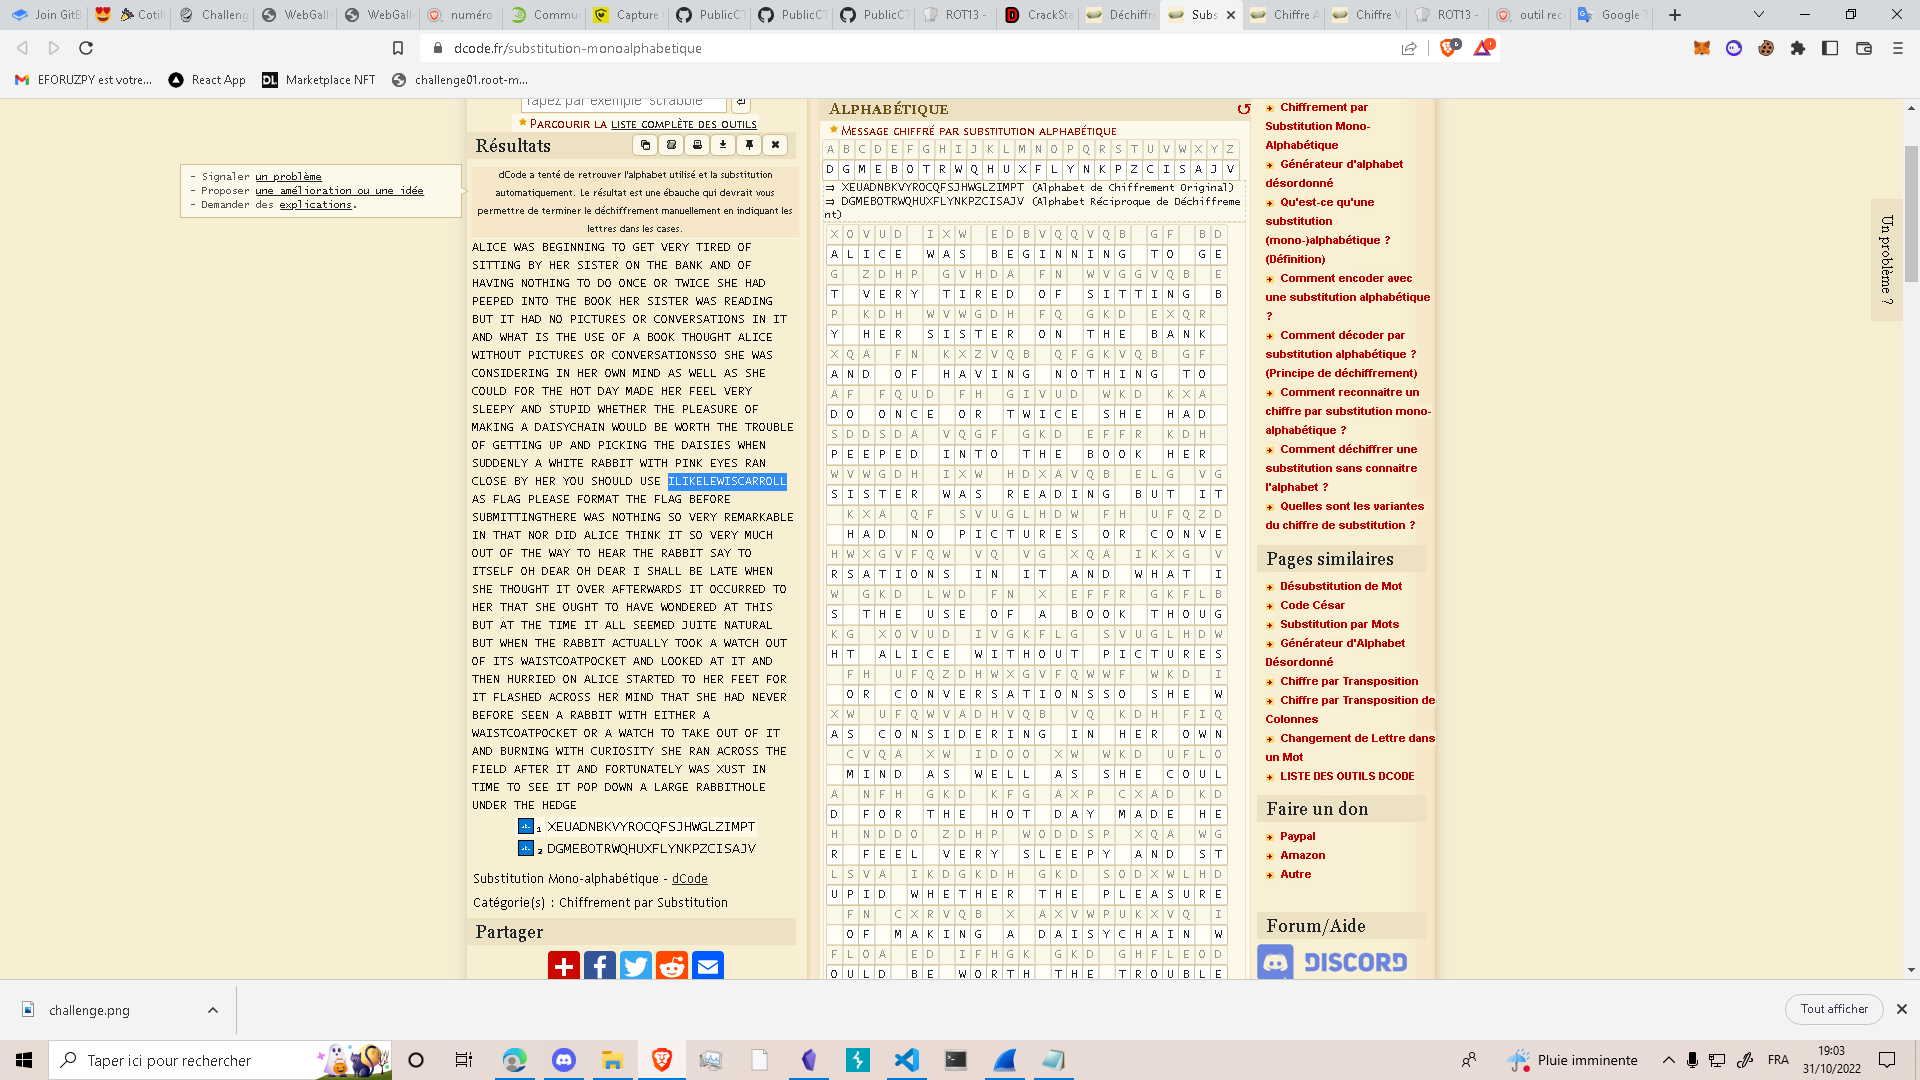 Join GitB
Cotill
Challeng
WebGalle
WebGalle
numéro
Commu
Capture
PublicCT
PublicCT
PublicCT
ROT13 -
CrackSta
Déchiffre
Subs
Chiffre A
Chiffre V
ROT13 -
outil rec
Google T
dcode.fr/substitution-monoalphabetique
EFORUZPY est votre...
React App
Marketplace NFT
challenge01.root-m...
- Signaler un problème
- Proposer une amélioration ou une idée
- Demander des explications.
Tapez par exemple 'scrabble'
Parcourir la liste complète des outils
Résultats
dCode a tenté de retrouver l'alphabet utilisé et la substitution
automatiquement. Le résultat est une ébauche qui devrait vous
permettre de terminer le déchiffrement manuellement en indiquant les
lettres dans les cases.
ALICE WAS BEGINNING TO GET VERY TIRED OF
SITTING BY HER SISTER ON THE BANK AND OF
HAVING NOTHING TO DO ONCE OR TWICE SHE HAD
PEEPED INTO THE BOOK HER SISTER WAS READING
BUT IT HAD NO PICTURES OR CONVERSATIONS IN IT
AND WHAT IS THE USE OF A BOOK THOUGHT ALICE
WITHOUT PICTURES OR CONVERSATIONSSO SHE WAS
CONSIDERING IN HER OWN MIND AS WELL AS SHE
COULD FOR THE HOT DAY MADE HER FEEL VERY
SLEEPY AND STUPID WHETHER THE PLEASURE OF
MAKING A DAISYCHAIN WOULD BE WORTH THE TROUBLE
OF GETTING UP AND PICKING THE DAISIES WHEN
SUDDENLY A WHITE RABBIT WITH PINK EYES RAN
CLOSE BY HER YOU SHOULD USE ILIKELEWISCARROLL
AS FLAG PLEASE FORMAT THE FLAG BEFORE
SUBMITTINGTHERE WAS NOTHING SO VERY REMARKABLE
IN THAT NOR DID ALICE THINK IT SO VERY MUCH
OUT OF THE WAY TO HEAR THE RABBIT SAY TO
ITSELF OH DEAR OH DEAR I SHALL BE LATE WHEN
SHE THOUGHT IT OVER AFTERWARDS IT OCCURRED TO
HER THAT SHE OUGHT TO HAVE WONDERED AT THIS
BUT AT THE TIME IT ALL SEEMED JUITE NATURAL
BUT WHEN THE RABBIT ACTUALLY TOOK A WATCH OUT
OF ITS WAISTCOATPOCKET AND LOOKED AT IT AND
THEN HURRIED ON ALICE STARTED TO HER FEET FOR
IT FLASHED ACROSS HER MIND THAT SHE HAD NEVER
BEFORE SEEN A RABBIT WITH EITHER A
WAISTCOATPOCKET OR A WATCH TO TAKE OUT OF IT
AND BURNING WITH CURIOSITY SHE RAN ACROSS THE
FIELD AFTER IT AND FORTUNATELY WAS XUST IN
TIME TO SEE IT POP DOWN A LARGE RABBITHOLE
UNDER THE HEDGE
1 XEUADNBKVYROCQFSJHWGLZIMPT
2 DGMEBOTRWQHUXFLYNKPZCISAJV
Substitution Mono-alphabétique - dCode
Catégorie(s) : Chiffrement par Substitution
Partager
Alphabétique
Message chiffré par substitution alphabétique
A B C D E F G H I J K L M N O P Q R S T U V W X Y Z
D G M E B O T R W Q H U X F L Y N K P Z C I S A J V
⇒ XEUADNBKVYROCQFSJHWGLZIMPT (Alphabet de Chiffrement Original)
⇒ DGMEBOTRWQHUXFLYNKPZCISAJV (Alphabet Réciproque de Déchiffreme
nt)
X O V U D   I X W   E D B V Q Q V Q B   G F   B D
A L I C E   W A S   B E G I N N I N G   T O   G E
G   Z D H P   G V H D A   F N   W V G G V Q B   E
T   V E R Y   T I R E D   O F   S I T T I N G   B
P   K D H   W V W G D H   F Q   G K D   E X Q R
Y   H E R   S I S T E R   O N   T H E   B A N K
X Q A   F N   K X Z V Q B   Q F G K V Q B   G F
A N D   O F   H A V I N G   N O T H I N G   T O
A F   F Q U D   F H   G I V U D   W K D   K X A
D O   O N C E   O R   T W I C E   S H E   H A D
S D D S D A   V Q G F   G K D   E F F R   K D H
P E E P E D   I N T O   T H E   B O O K   H E R
W V W G D H   I X W   H D X A V Q B   E L G   V G
S I S T E R   W A S   R E A D I N G   B U T   I T
K X A   Q F   S V U G L H D W   F H   U F Q Z D
H A D   N O   P I C T U R E S   O R   C O N V E
H W X G V F Q W   V Q   V G   X Q A   I K X G   V
R S A T I O N S   I N   I T   A N D   W H A T   I
W   G K D   L W D   F N   X   E F F R   G K F L B
S   T H E   U S E   O F   A   B O O K   T H O U G
K G   X O V U D   I V G K F L G   S V U G L H D W
H T   A L I C E   W I T H O U T   P I C T U R E S
F H   U F Q Z D H W X G V F Q W W F   W K D   I
O R   C O N V E R S A T I O N S S O   S H E   W
X W   U F Q W V A D H V Q B   V Q   K D H   F I Q
A S   C O N S I D E R I N G   I N   H E R   O W N
C V Q A   X W   I D O O   X W   W K D   U F L O
M I N D   A S   W E L L   A S   S H E   C O U L
A   N F H   G K D   K F G   A X P   C X A D   K D
D   F O R   T H E   H O T   D A Y   M A D E   H E
H   N D D O   Z D H P   W O D D S P   X Q A   W G
R   F E E L   V E R Y   S L E E P Y   A N D   S T
L S V A   I K D G K D H   G K D   S O D X W L H D
U P I D   W H E T H E R   T H E   P L E A S U R E
F N   C X R V Q B   X   A X V W P U K X V Q   I
O F   M A K I N G   A   D A I S Y C H A I N   W
F L O A   E D   I F H G K   G K D   G H F L E O D
O U L D   B E   W O R T H   T H E   T R O U B L E
Chiffrement par
Substitution Mono-
Alphabétique
Générateur d'alphabet
désordonné
Qu'est-ce qu'une
substitution
(mono-)alphabétique ?
(Définition)
Comment encoder avec
une substitution alphabétique
?
Comment décoder par
substitution alphabétique ?
(Principe de déchiffrement)
Comment reconnaitre un
chiffre par substitution mono-
alphabétique ?
Comment déchiffrer une
substitution sans connaitre
l'alphabet ?
Quelles sont les variantes
du chiffre de substitution ?
Pages similaires
Désubstitution de Mot
Code César
Substitution par Mots
Générateur d'Alphabet
Désordonné
Chiffre par Transposition
Chiffre par Transposition de
Colonnes
Changement de Lettre dans
un Mot
LISTE DES OUTILS DCODE
Faire un don
Paypal
Amazon
Autre
Forum/Aide
DISCORD
Un problème ?
challenge.png
Tout afficher
Taper ici pour rechercher
Pluie imminente
FRA
19:03
31/10/2022